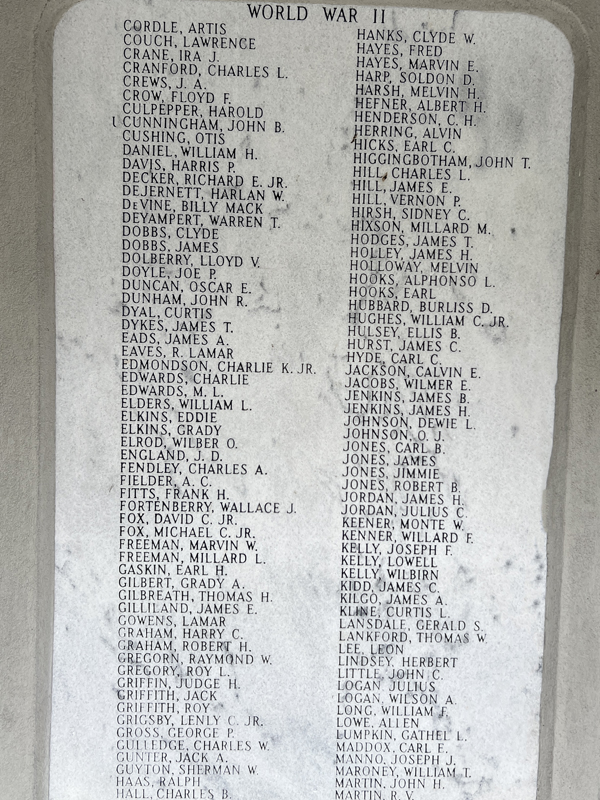 WORLD WAR II
CORDLE, ARTIS
COUCH, LAWRENCE
CRANE, IRA J.
CRANFORD, CHARLES L.
CREWS, J. A.
CROW, FLOYD F.
CULPEPPER, HAROLD
CUNNINGHAM, JOHN B.
CUSHING, OTIS
DANIEL, WILLIAM H.
DAVIS, HARRIS P.
DECKER, RICHARD E. JR.
DEJERNETT, HARLAN W.
DeVINE, BILLY MACK
DEYAMPERT, WARREN T.
DOBBS, CLYDE
DOBBS, JAMES
DOLBERRY, LLOYD V.
DOYLE, JOE P.
DUNCAN, OSCAR E.
DUNHAM, JOHN R.
DYAL, CURTIS
DYKES, JAMES T.
EADS, JAMES A.
EAVES, R. LAMAR
EDMONDSON, CHARLIE K. JR.
EDWARDS, CHARLIE
EDWARDS, M. L.
ELDERS, WILLIAM L.
ELKINS, EDDIE
ELKINS, GRADY
ELROD, WILBER O.
ENGLAND, J. D.
FENDLEY, CHARLES A.
FIELDER, A. C.
FITTS, FRANK H.
FORTENBERRY, WALLACE J.
FOX, DAVID C. JR.
FOX, MICHAEL C. JR.
FREEMAN, MARVIN W.
FREEMAN, MILLARD L.
GASKIN, EARL H.
GILBERT, GRADY A.
GILBREATH, THOMAS H.
GILLILAND, JAMES E.
GOWENS, LAMAR
GRAHAM, HARRY C.
GRAHAM, ROBERT H.
GREGORN, RAYMOND W.
GREGORY, ROY L.
GRIFFIN, JUDGE H.
GRIFFITH, JACK
GRIFFITH, ROY
GRIGSBY, LENLY C. JR.
GROSS, GEORGE P.
GULLEDGE, CHARLES W.
GUNTER, JACK A.
GUYTON, SHERMAN W.
HAAS, RALPH
HALL, CHARLES B.
HANKS, CLYDE W.
HAYES, FRED
HAYES, MARVIN E.
HARP, SOLDON D.
HARSH, MELVIN H.
HEFNER, ALBERT H.
HENDERSON, C. H.
HERRING, ALVIN
HICKS, EARL C.
HIGGINGBOTHAM, JOHN T.
HILL, CHARLES L.
HILL, JAMES E.
HILL, VERNON P.
HIRSH, SIDNEY C.
HIXSON, MILLARD M.
HODGES, JAMES T.
HOLLEY, JAMES H.
HOLLOWAY, MELVIN
HOOKS, ALPHONSO L.
HOOKS, EARL
HUBBARD, BURLISS D.
HUGHES, WILLIAM C. JR.
HULSEY, ELLIS B.
HURST, JAMES C.
HYDE, CARL C.
JACKSON, CALVIN E.
JACOBS, WILMER E.
JENKINS, JAMES B.
JENKINS, JAMES H.
JOHNSON, DEWIE L.
JOHNSON, O. J.
JONES, CARL B.
JONES, JAMES
JONES, JIMMIE
JONES, ROBERT B.
JORDAN, JAMES H.
JORDAN, JULIUS C.
KEENER, MONTE W.
KENNER, WILLARD F.
KELLY, JOSEPH F.
KELLY, LOWELL
KELLY, WILBIRN
KIDD, JAMES C.
KILGO, JAMES A.
KLINE, CURTIS L.
LANSDALE, GERALD S.
LANKFORD, THOMAS W.
LEE, LEON
LINDSEY, HERBERT
LITTLE, JOHN C.
LOGAN, JULIUS
LOGAN, WILSON A.
LONG, WILLIAM F.
LOWE, ALLEN
LUMPKIN, GATHEL L.
MADDOX, CARL E.
MANNO, JOSEPH J.
MARONEY, WILLIAM T.
MARTIN, JOHN H.
MARTIN, R. V.